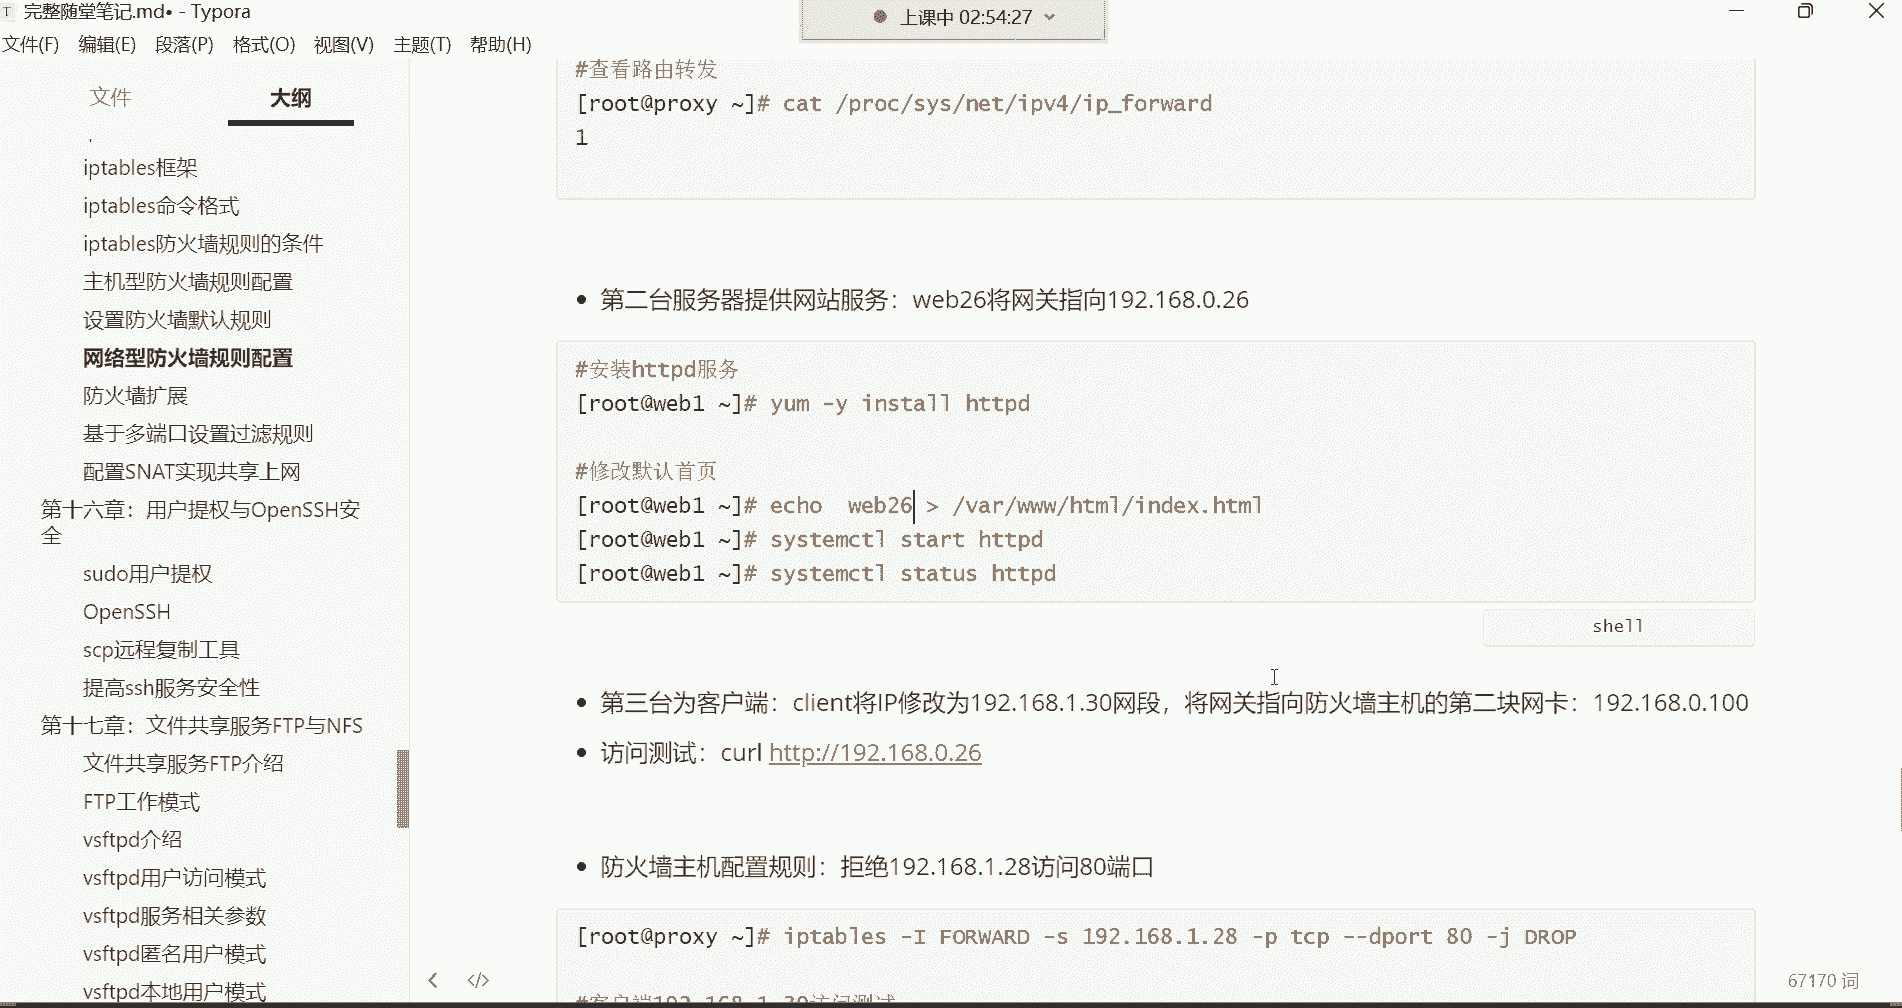 完整随堂笔记.md• - Typora
上课中 02:54:27
文件(F) 编辑(E) 段落(P) 格式(O) 视图(V) 主题(T) 帮助(H)
文件 大纲
iptables框架
iptables命令格式
iptables防火墙规则的条件
主机型防火墙规则配置
设置防火墙默认规则
网络型防火墙规则配置
防火墙扩展
基于多端口设置过滤规则
配置SNAT实现共享上网
第十六章：用户提权与OpenSSH安
全
sudo用户提权
OpenSSH
scp远程复制工具
提高ssh服务安全性
第十七章：文件共享服务FTP与NFS
文件共享服务FTP介绍
FTP工作模式
vsftpd介绍
vsftpd用户访问模式
vsftpd服务相关参数
vsftpd匿名用户模式
vsftpd本地用户模式
#查看路由转发
[root@proxy ~]# cat /proc/sys/net/ipv4/ip_forward
1
• 第二台服务器提供网站服务：web26将网关指向192.168.0.26
#安装httpd服务
[root@web1 ~]# yum -y install httpd
#修改默认首页
[root@web1 ~]# echo  web26 > /var/www/html/index.html
[root@web1 ~]# systemctl start httpd
[root@web1 ~]# systemctl status httpd
shell
• 第三台为客户端：client将IP修改为192.168.1.30网段，将网关指向防火墙主机的第二块网卡：192.168.0.100
• 访问测试：curl http://192.168.0.26
• 防火墙主机配置规则：拒绝192.168.1.28访问80端口
[root@proxy ~]# iptables -I FORWARD -s 192.168.1.28 -p tcp --dport 80 -j DROP
#客户端192.168.1.30访问测试
67170 词